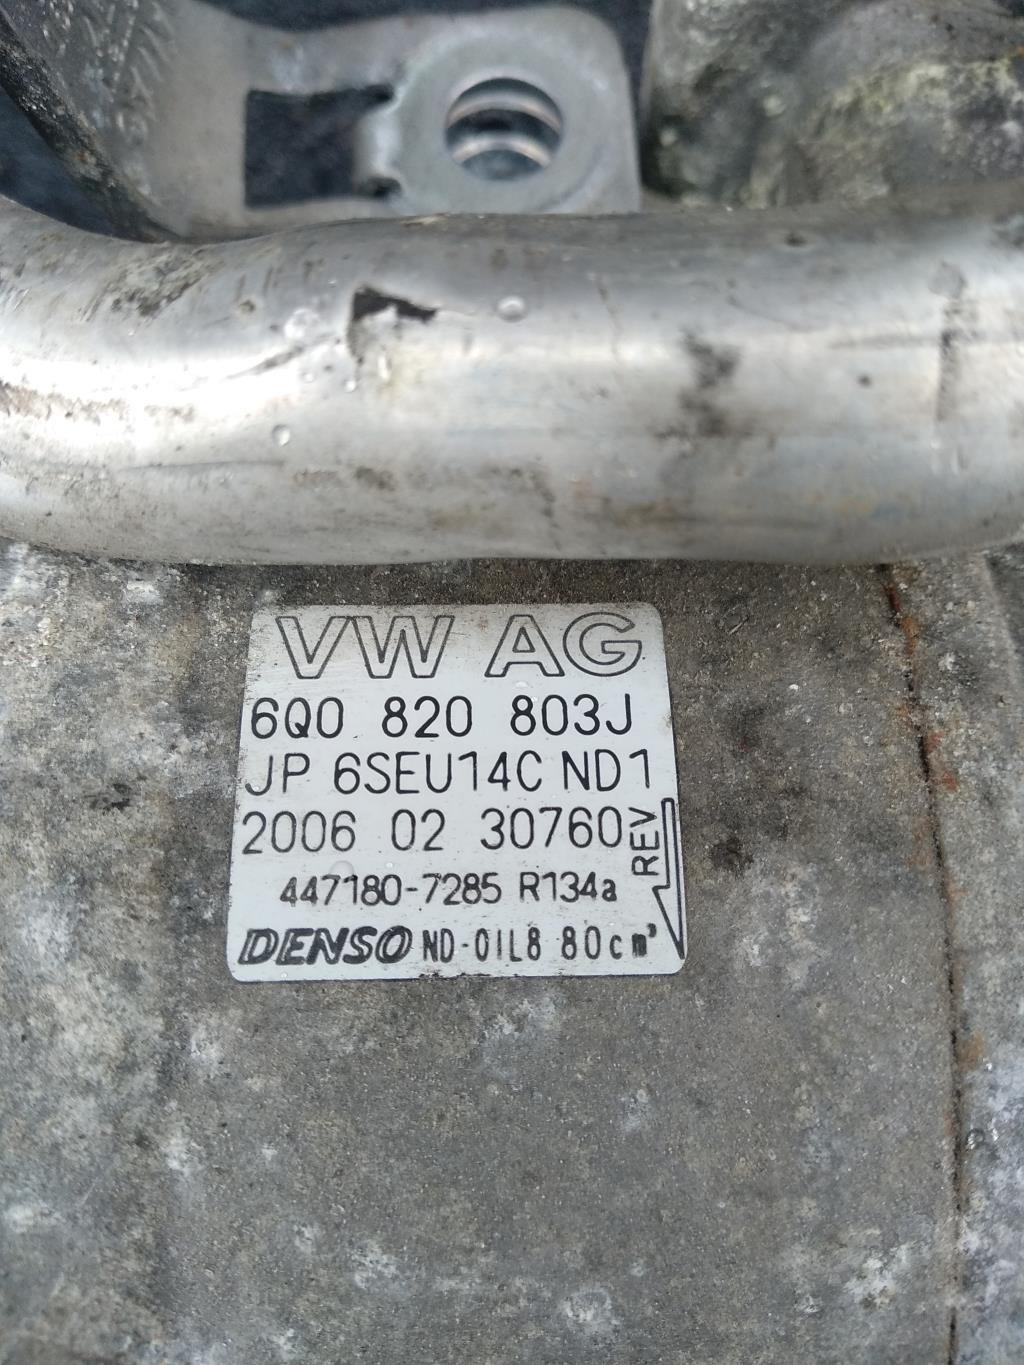 VW AG
6Q0 820 803J
JP 6SEU14C ND1
2006 02 30760
REV
447180-7285 R134a
DENSO ND-OIL8 80cm³